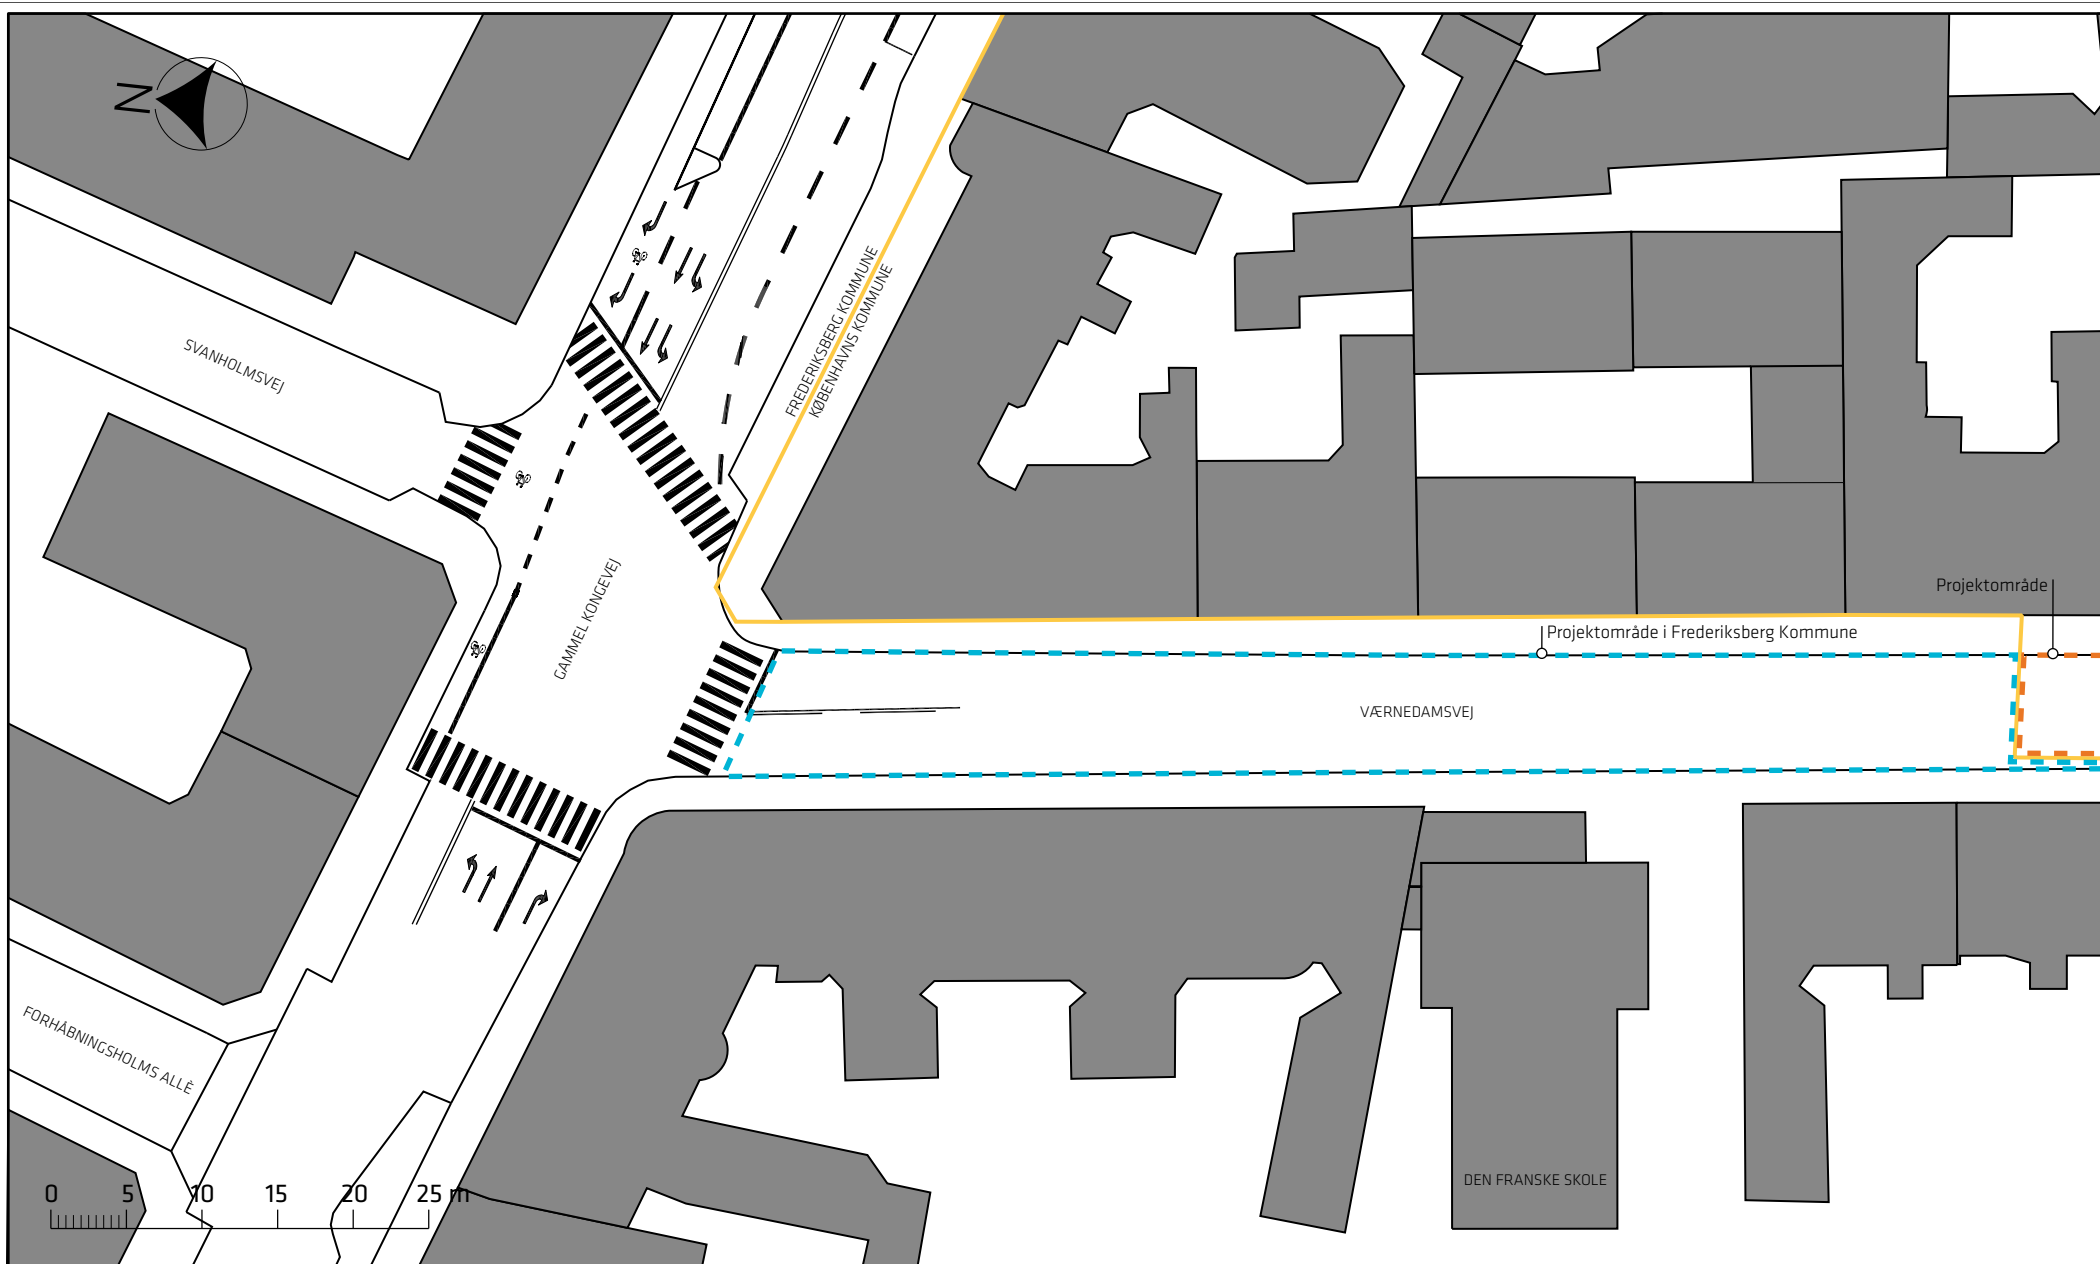 N
SVANHOLMSVEJ
FREDERIKSBERG KOMMUNE
KØBENHAVNS KOMMUNE
GAMMEL KONGEVEJ
Projektområde
Projektområde i Frederiksberg Kommune
VÆRNEDAMSVEJ
FORHÅBNINGSHOLMS ALLÈ
DEN FRANSKE SKOLE
0 5 10 15 20 25 m